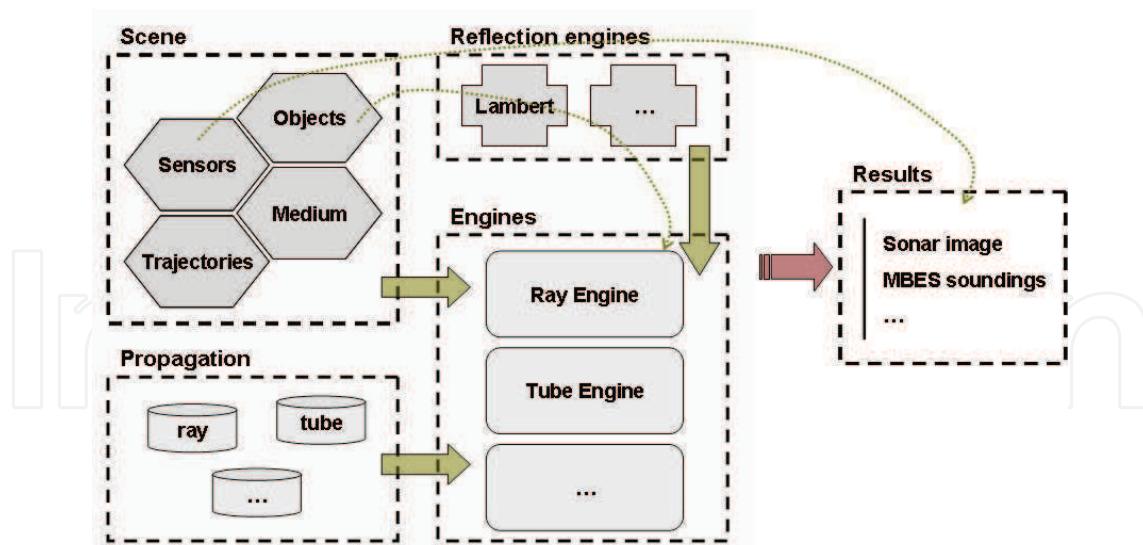 Scene
Objects
Sensors
Medium
Trajectories
Propagation
ray
tube
...
Reflection engines
Lambert
...
Engines
Ray Engine
Tube Engine
...
Results
Sonar image
MBES soundings
...